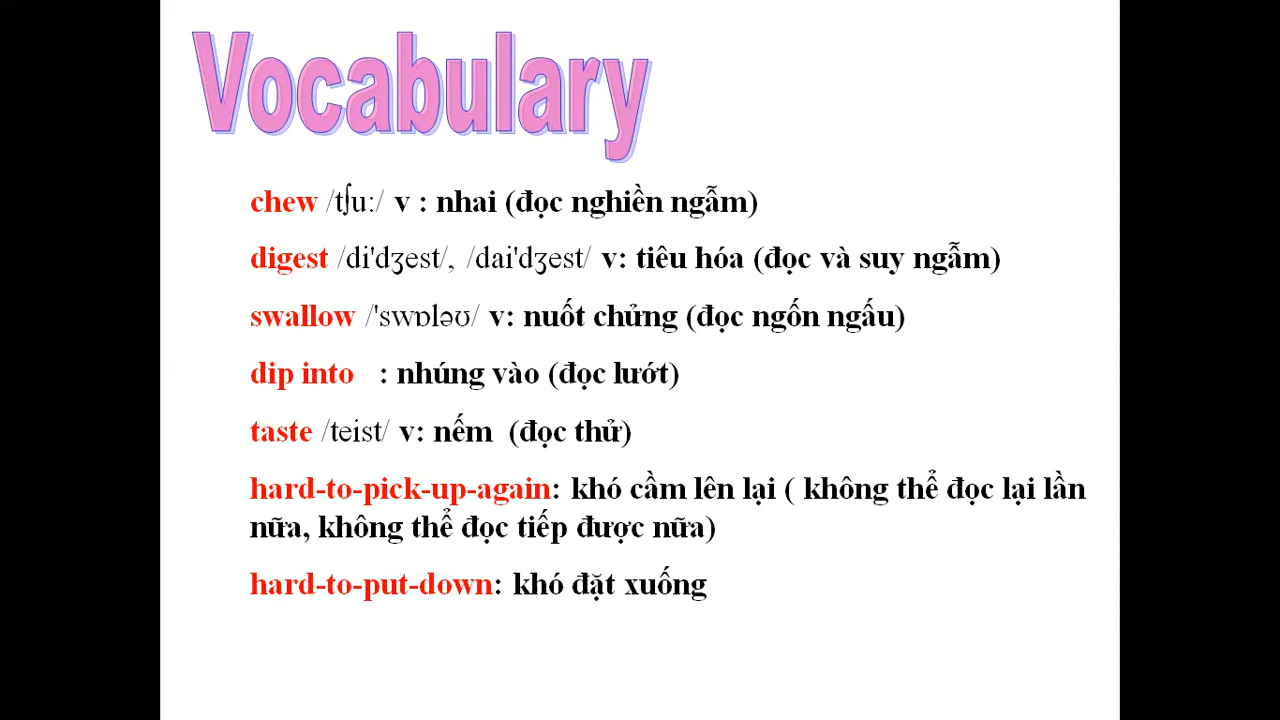 Vocabulary
chew /tʃu:/ v : nhai (đọc nghiền ngẫm)
digest /di'dʒest/, /dai'dʒest/ v: tiêu hóa (đọc và suy ngẫm)
swallow /'swɒləʊ/ v: nuốt chửng (đọc ngốn ngấu)
dip into : nhúng vào (đọc lướt)
taste /teist/ v: nếm (đọc thử)
hard-to-pick-up-again: khó cầm lên lại ( không thể đọc lại lần
nữa, không thể đọc tiếp được nữa)
hard-to-put-down: khó đặt xuống